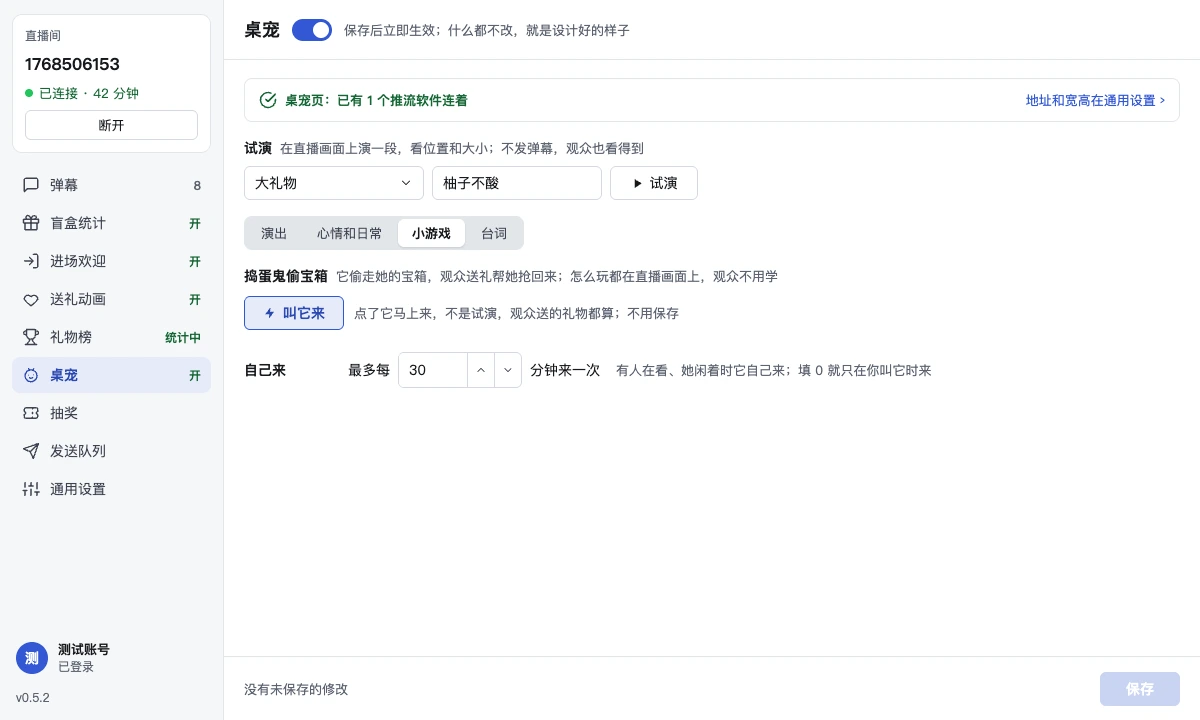 直播间
1768506153
已连接 · 42 分钟
断开
弹幕 8
盲盒统计 开
进场欢迎 开
送礼动画 开
礼物榜 统计中
桌宠 开
抽奖
发送队列
通用设置
测 测试账号
已登录
v0.5.2
桌宠 保存后立即生效；什么都不改，就是设计好的样子
桌宠页：已有 1 个推流软件连着 地址和宽高在通用设置 ›
试演 在直播画面上演一段，看位置和大小；不发弹幕，观众也看得到
大礼物 柚子不酸 试演
演出 心情和日常 小游戏 台词
捣蛋鬼偷宝箱 它偷走她的宝箱，观众送礼帮她抢回来；怎么玩都在直播画面上，观众不用学
叫它来 点了它马上来，不是试演，观众送的礼物都算；不用保存
自己来 最多每 30 分钟来一次 有人在看、她闲着时它自己来；填 0 就只在你叫它时来
没有未保存的修改 保存